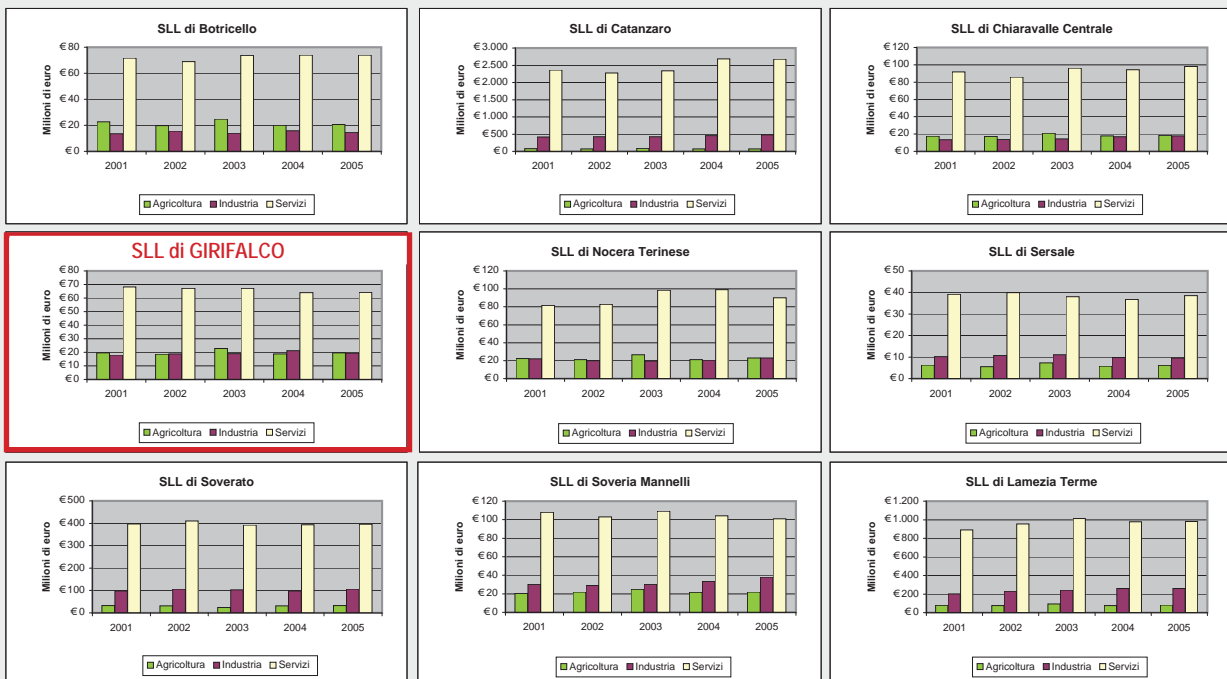 SLL di Botricello
€80
€60
€40
€20
€0
Milioni di euro
2001 2002 2003 2004 2005
Agricoltura Industria Servizi
SLL di Catanzaro
€3.000
€2.500
€2.000
€1.500
€1.000
€500
€0
Milioni di euro
2001 2002 2003 2004 2005
Agricoltura Industria Servizi
SLL di Chiaravalle Centrale
€120
€100
€80
€60
€40
€20
€0
Milioni di euro
2001 2002 2003 2004 2005
Agricoltura Industria Servizi
SLL di GIRIFALCO
€80
€70
€60
€50
€40
€30
€20
€10
€0
Milioni di euro
2001 2002 2003 2004 2005
Agricoltura Industria Servizi
SLL di Nocera Terinese
€120
€100
€80
€60
€40
€20
€0
Milioni di euro
2001 2002 2003 2004 2005
Agricoltura Industria Servizi
SLL di Sersale
€50
€40
€30
€20
€10
€0
Milioni di euro
2001 2002 2003 2004 2005
Agricoltura Industria Servizi
SLL di Soverato
€500
€400
€300
€200
€100
€0
Milioni di euro
2001 2002 2003 2004 2005
Agricoltura Industria Servizi
SLL di Soveria Mannelli
€120
€100
€80
€60
€40
€20
€0
Milioni di euro
2001 2002 2003 2004 2005
Agricoltura Industria Servizi
SLL di Lamezia Terme
€1.200
€1.000
€800
€600
€400
€200
€0
Milioni di euro
2001 2002 2003 2004 2005
Agricoltura Industria Servizi